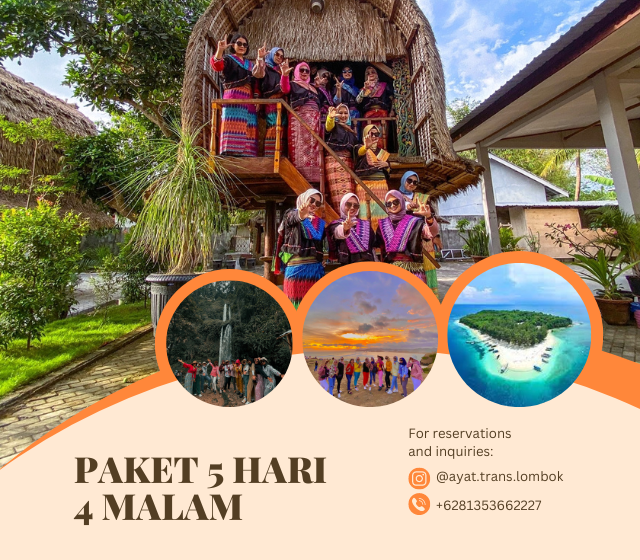 PAKET 5 HARI
4 MALAM
For reservations
and inquiries:
@ayat.trans.lombok
+6281353662227